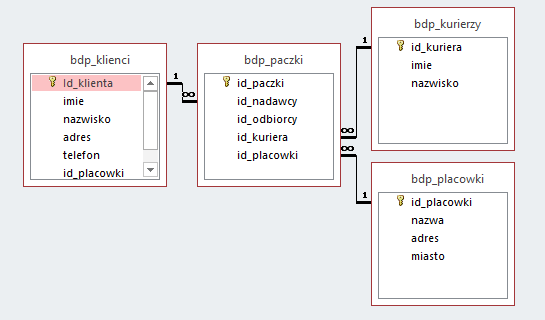 bdp_klienci
Id_klienta
imie
nazwisko
adres
telefon
id_placowki
1
∞
bdp_paczki
id_paczki
id_nadawcy
id_odbiorcy
id_kuriera
id_placowki
1
∞
∞
1
bdp_kurierzy
id_kuriera
imie
nazwisko
bdp_placowki
id_placowki
nazwa
adres
miasto